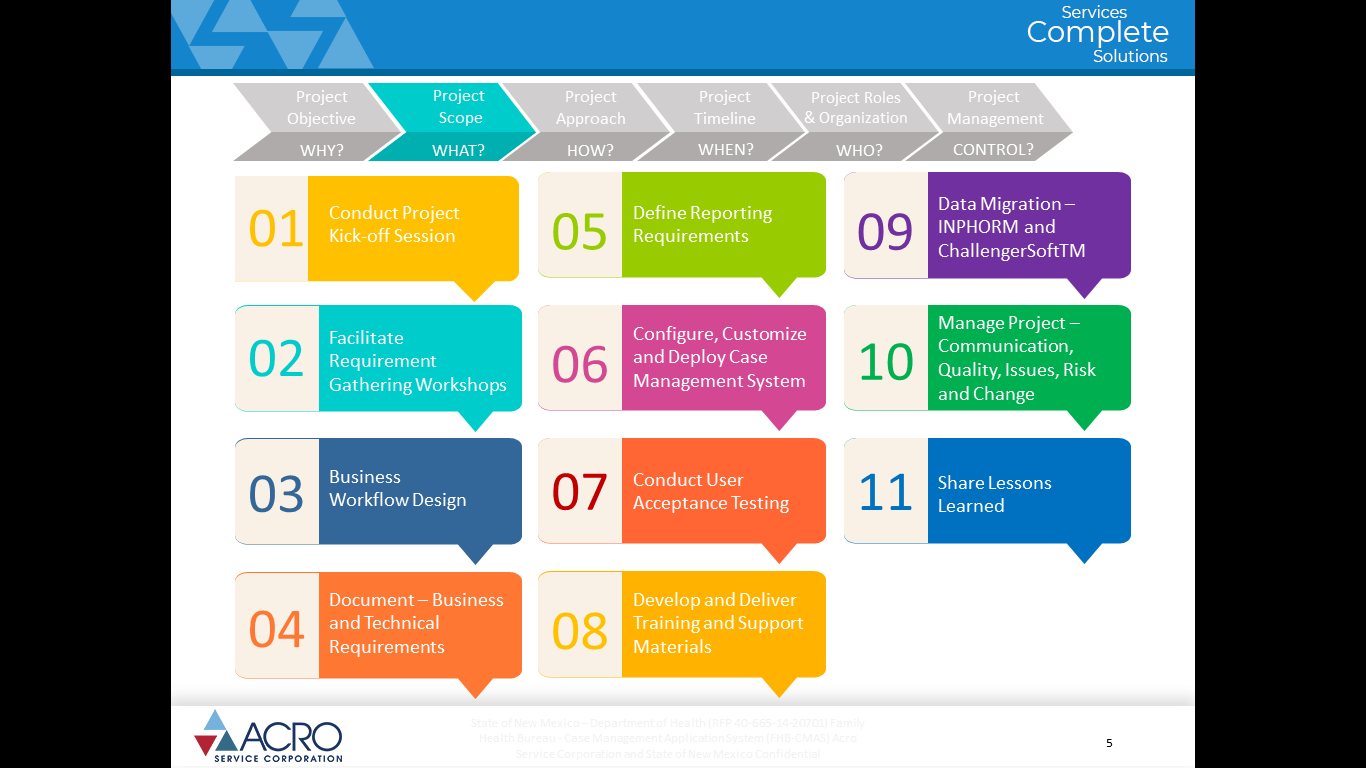 Services
Complete
Solutions
Project
Objective
WHY?
Project
Scope
WHAT?
Project
Approach
HOW?
Project
Timeline
WHEN?
Project Roles
& Organization
WHO?
Project
Management
CONTROL?
01
Conduct Project
Kick-off Session
02
Facilitate
Requirement
Gathering Workshops
03
Business
Workflow Design
04
Document – Business
and Technical
Requirements
05
Define Reporting
Requirements
06
Configure, Customize
and Deploy Case
Management System
07
Conduct User
Acceptance Testing
08
Develop and Deliver
Training and Support
Materials
09
Data Migration –
INPHORM and
ChallengerSoftTM
10
Manage Project –
Communication,
Quality, Issues, Risk
and Change
11
Share Lessons
Learned
ACRO
SERVICE CORPORATION
State of New Mexico – Department of Health (RFP 40-665-14-20701) Family
Health Bureau - Case Management Application System (FHB-CMAS) Acro
Service Corporation and State of New Mexico Confidential
5